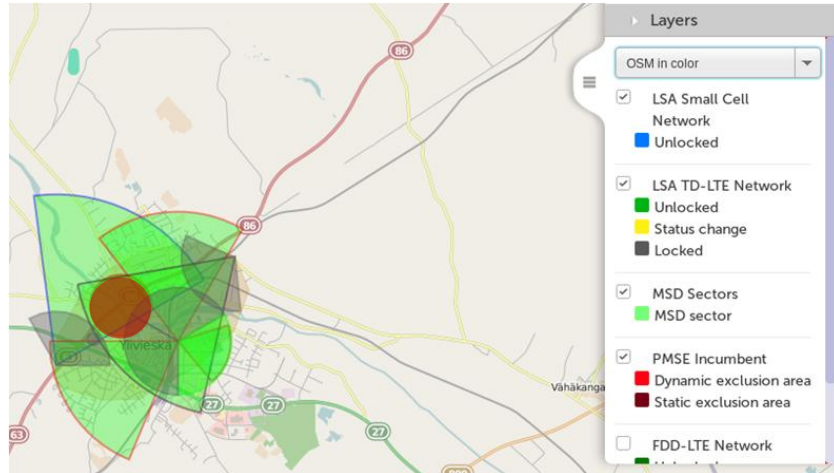 Layers
OSM in color
LSA Small Cell
Network
Unlocked
LSA TD-LTE Network
Unlocked
Status change
Locked
MSD Sectors
MSD sector
PMSE Incumbent
Dynamic exclusion area
Static exclusion area
FDD-LTE Network
86
86
Ylivieska
Vähäkanga
27
27
27
63